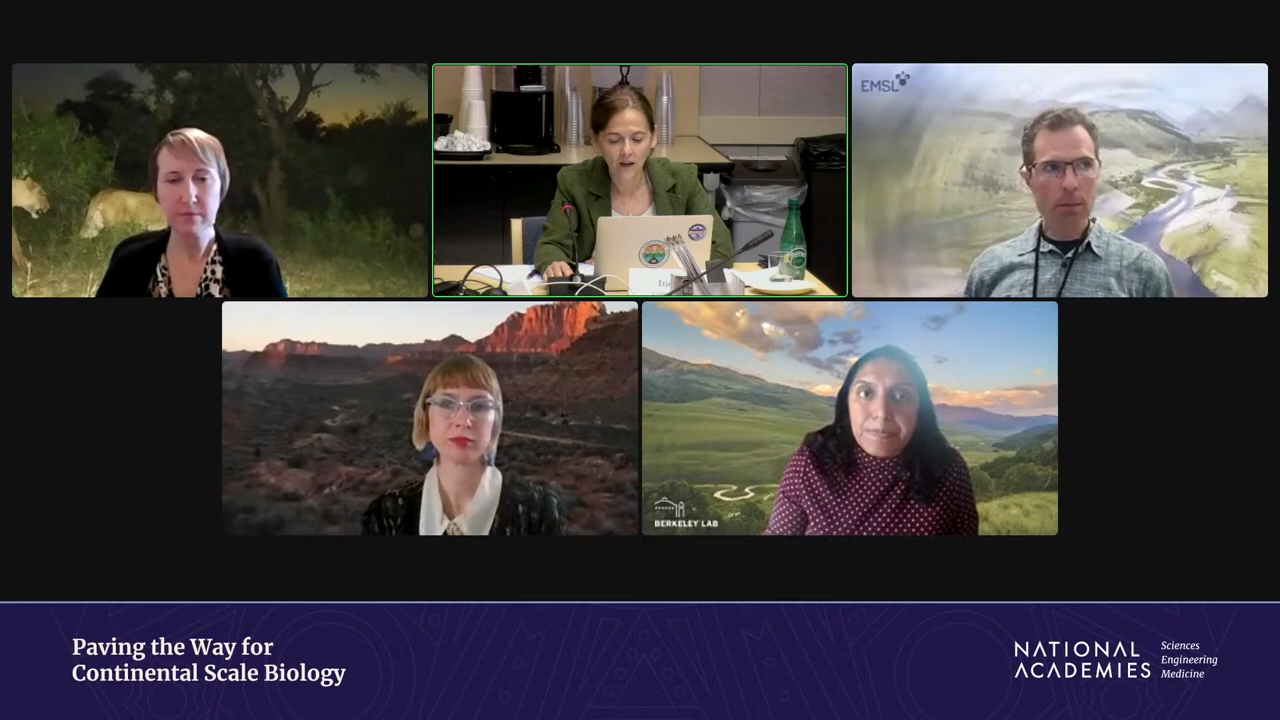 EMSL
BERKELEY LAB
Paving the Way for
Continental Scale Biology
NATIONAL
ACADEMIES
Sciences
Engineering
Medicine